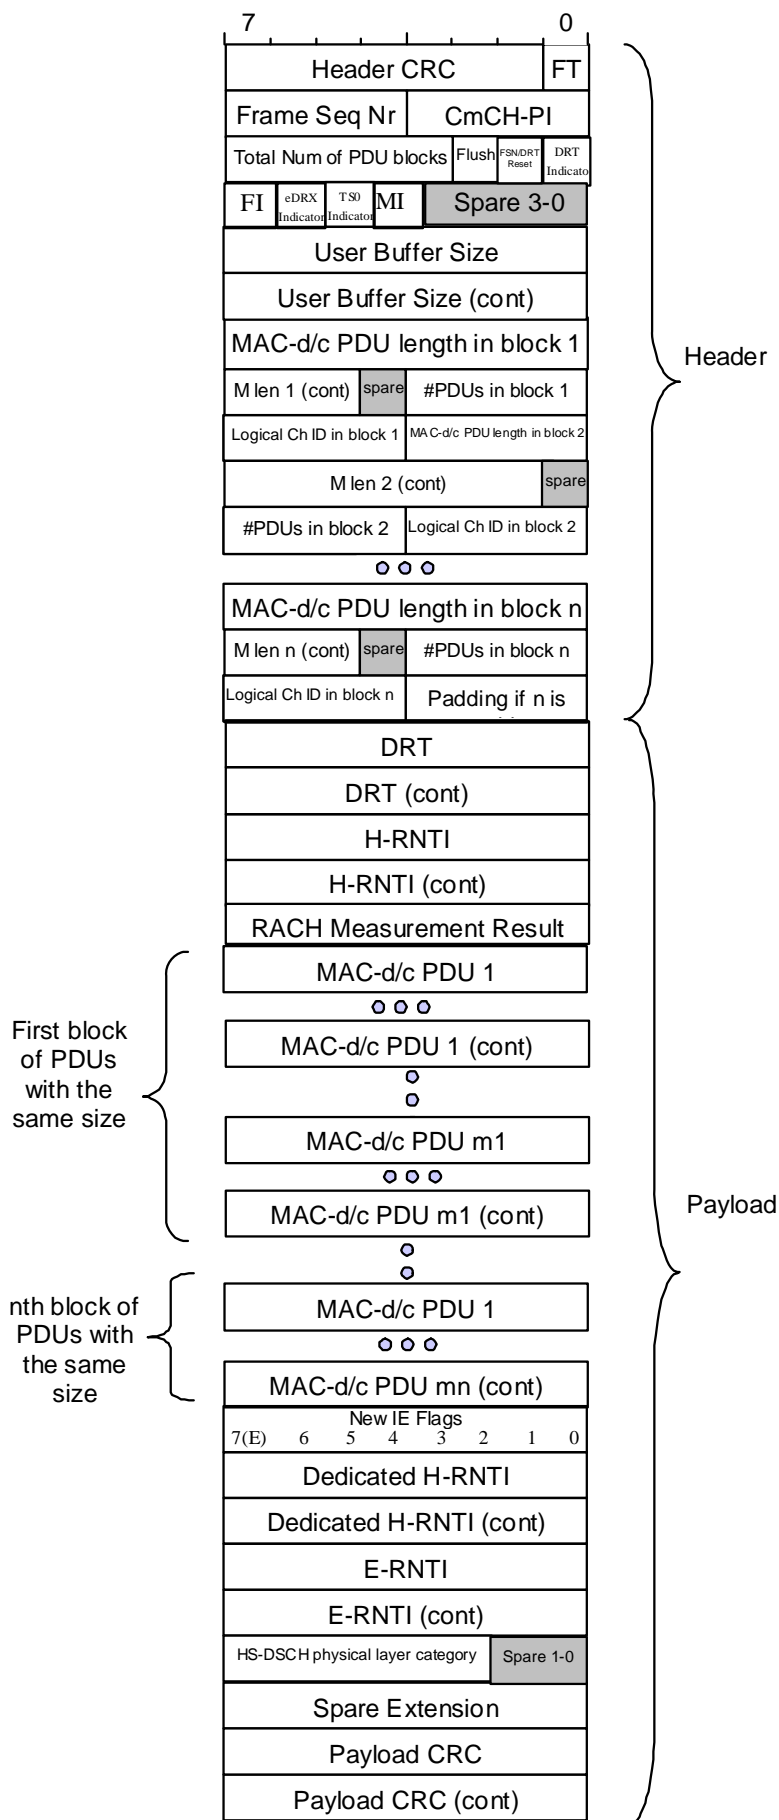 7 0
Header CRC FT
Frame Seq Nr CmCH-PI
Total Num of PDU blocks Flush FSN/DRT Reset DRT Indicato
FI eDRX Indicator TS0 Indicator MI Spare 3-0
User Buffer Size
User Buffer Size (cont)
MAC-d/c PDU length in block 1
Header
M len 1 (cont) spare #PDUs in block 1
Logical Ch ID in block 1 MAC-d/c PDU length in block 2
M len 2 (cont) spare
#PDUs in block 2 Logical Ch ID in block 2
MAC-d/c PDU length in block n
M len n (cont) spare #PDUs in block n
Logical Ch ID in block n Padding if n is
DRT
DRT (cont)
H-RNTI
H-RNTI (cont)
RACH Measurement Result
MAC-d/c PDU 1
First block
of PDUs
with the
same size
MAC-d/c PDU 1 (cont)
MAC-d/c PDU m1
MAC-d/c PDU m1 (cont)
Payload
nth block of
PDUs with
the same
size
MAC-d/c PDU 1
MAC-d/c PDU mn (cont)
New IE Flags
7(E) 6 5 4 3 2 1 0
Dedicated H-RNTI
Dedicated H-RNTI (cont)
E-RNTI
E-RNTI (cont)
HS-DSCH physical layer category Spare 1-0
Spare Extension
Payload CRC
Payload CRC (cont)